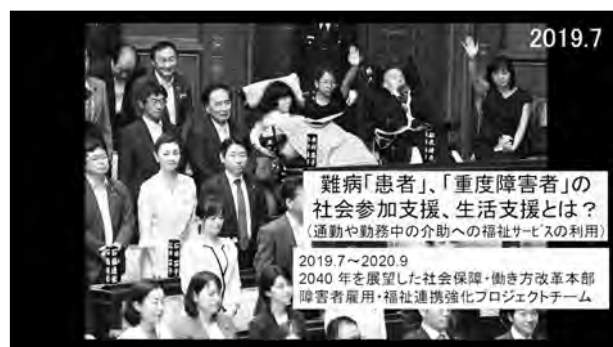 2019.7
難病「患者」、「重度障害者」の
社会参加支援、生活支援とは？
（通勤や勤務中の介助への福祉サービスの利用）
2019.7～2020.9
2040 年を展望した社会保障・働き方改革本部
障害者雇用・福祉連携強化プロジェクトチーム